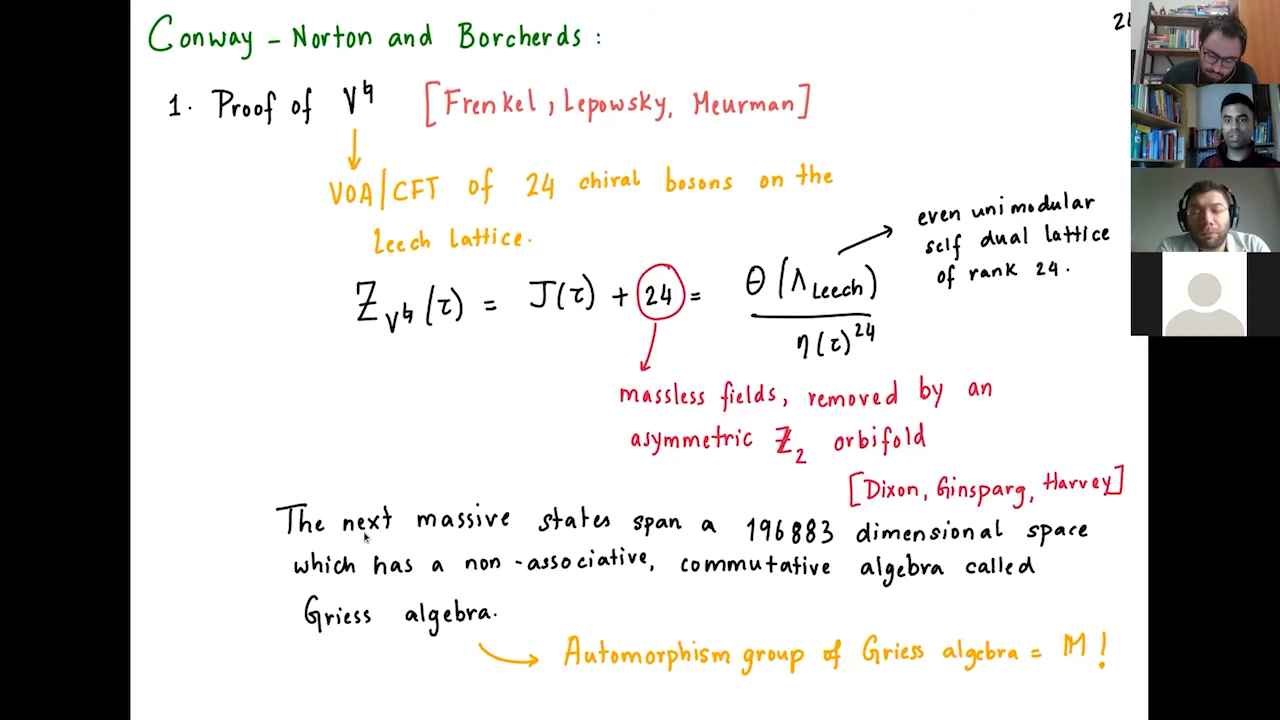 Conway - Norton and Borcherds :
1. Proof of V♮ [Frenkel, Lepowsky, Meurman]
VOA/CFT of 24 chiral bosons on the
Leech Lattice.
even unimodular
self dual lattice
of rank 24.
Z_V♮(τ) = J(τ) + 24 = Θ(Λ_Leech) / η(τ)^24
massless fields, removed by an
asymmetric ℤ_2 orbifold
[Dixon, Ginsparg, Harvey]
The next massive states span a 196883 dimensional space
which has a non-associative, commutative algebra called
Griess algebra.
Automorphism group of Griess algebra = M!